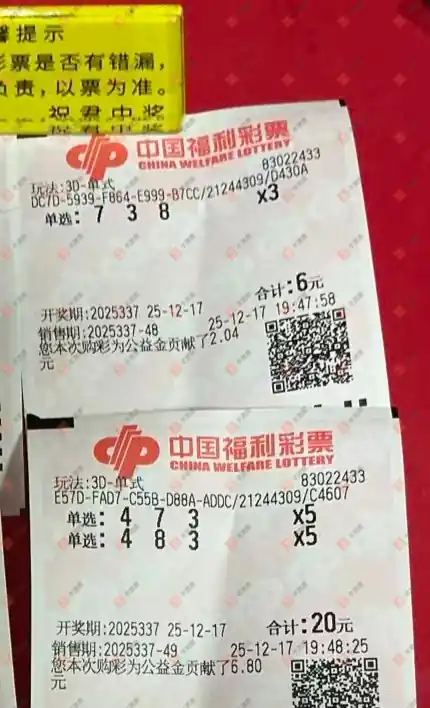 提示
彩票是否有错漏，
负责，以票为准。
祝君中奖
中国福利彩票
CHINA WELFARE LOTTERY
83022433
玩法:3D-单式
DC7D-5939-F864-E999-B7CC/21244309/D430A
单选: 7 3 8 x3
合计:6元
开奖期:2025337 25-12-17
25-12-17 19:47:58
销售期:2025337-48
您本次购彩为公益金贡献了2.04
元
中国福利彩票
CHINA WELFARE LOTTERY
玩法:3D-单式 83022433
E57D-FAD7-C55B-D88A-ADDC/21244309/C4607
单选: 4 7 3 x5
单选: 4 8 3 x5
开奖期:2025337 25-12-17 合计:20元
销售期:2025337-49 25-12-17 19:48:25
您本次购彩为公益金贡献了6.80
元